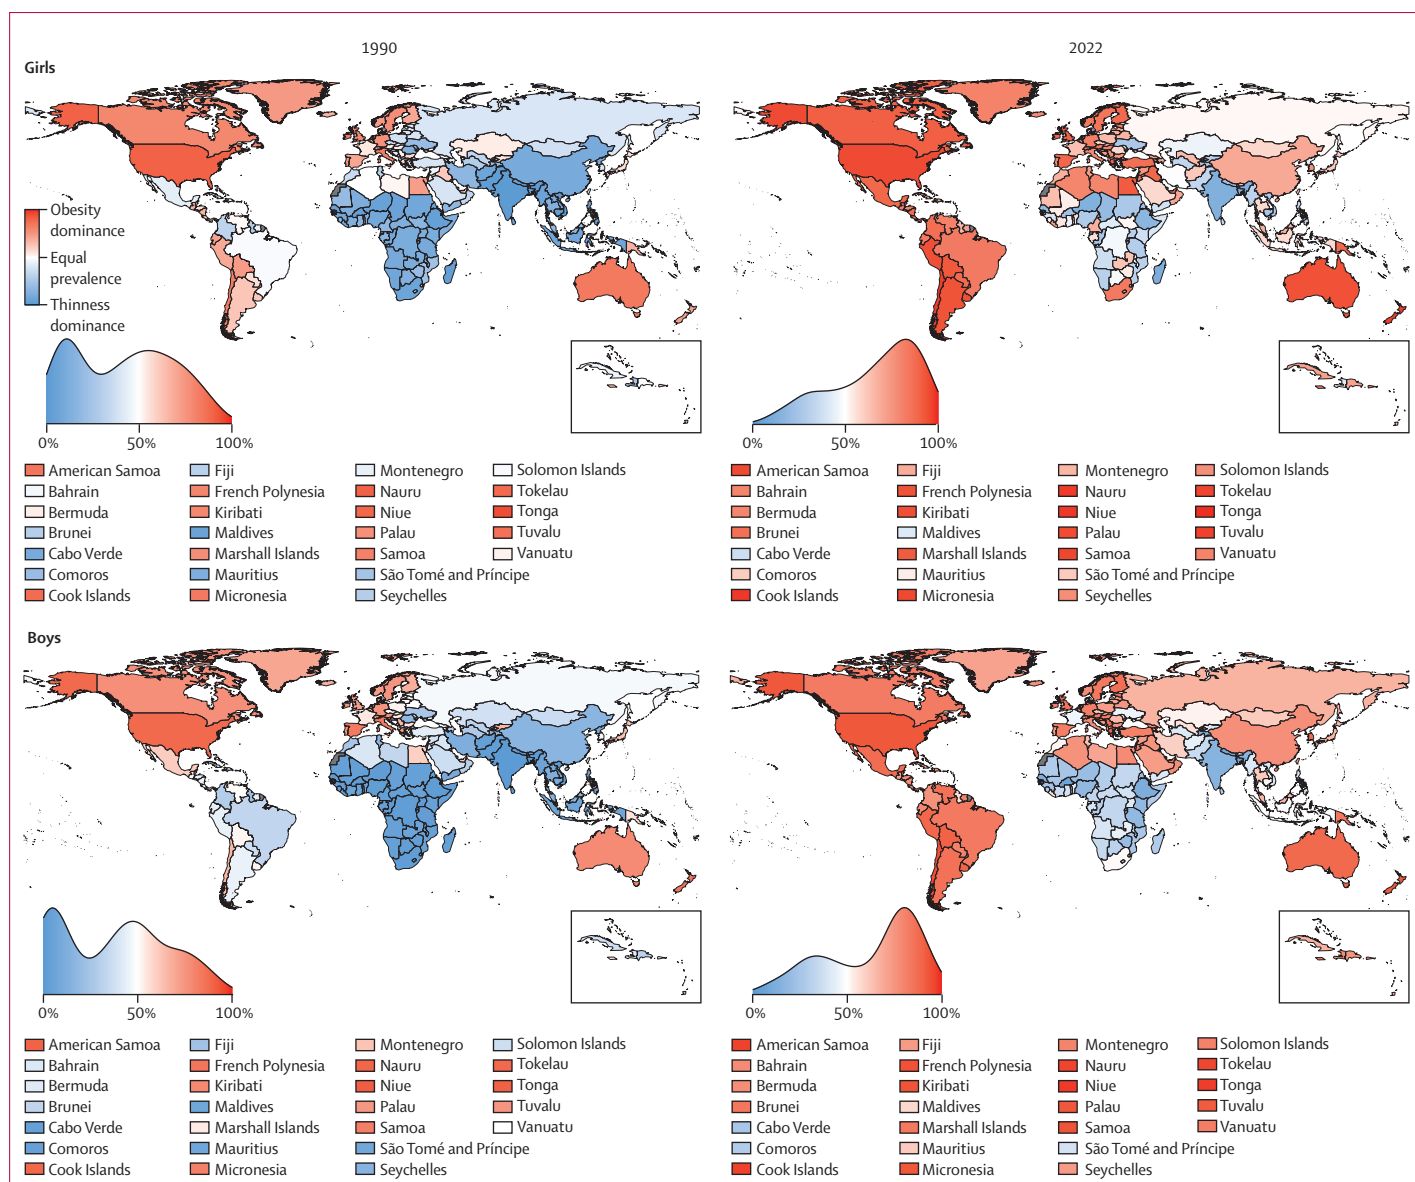 1990
2022
Girls
Obesity
dominance
Equal
prevalence
Thinness
dominance
0%
50%
100%
0%
50%
100%
American Samoa
Bahrain
Bermuda
Brunei
Cabo Verde
Comoros
Cook Islands
Fiji
French Polynesia
Kiribati
Maldives
Marshall Islands
Mauritius
Micronesia
Montenegro
Nauru
Niue
Palau
Samoa
São Tomé and Príncipe
Seychelles
Solomon Islands
Tokelau
Tonga
Tuvalu
Vanuatu
American Samoa
Bahrain
Bermuda
Brunei
Cabo Verde
Comoros
Cook Islands
Fiji
French Polynesia
Kiribati
Maldives
Marshall Islands
Mauritius
Micronesia
Montenegro
Nauru
Niue
Palau
Samoa
São Tomé and Príncipe
Seychelles
Solomon Islands
Tokelau
Tonga
Tuvalu
Vanuatu
Boys
0%
50%
100%
0%
50%
100%
American Samoa
Bahrain
Bermuda
Brunei
Cabo Verde
Comoros
Cook Islands
Fiji
French Polynesia
Kiribati
Maldives
Marshall Islands
Mauritius
Micronesia
Montenegro
Nauru
Niue
Palau
Samoa
São Tomé and Príncipe
Seychelles
Solomon Islands
Tokelau
Tonga
Tuvalu
Vanuatu
American Samoa
Bahrain
Bermuda
Brunei
Cabo Verde
Comoros
Cook Islands
Fiji
French Polynesia
Kiribati
Maldives
Marshall Islands
Mauritius
Micronesia
Montenegro
Nauru
Niue
Palau
Samoa
São Tomé and Príncipe
Seychelles
Solomon Islands
Tokelau
Tonga
Tuvalu
Vanuatu